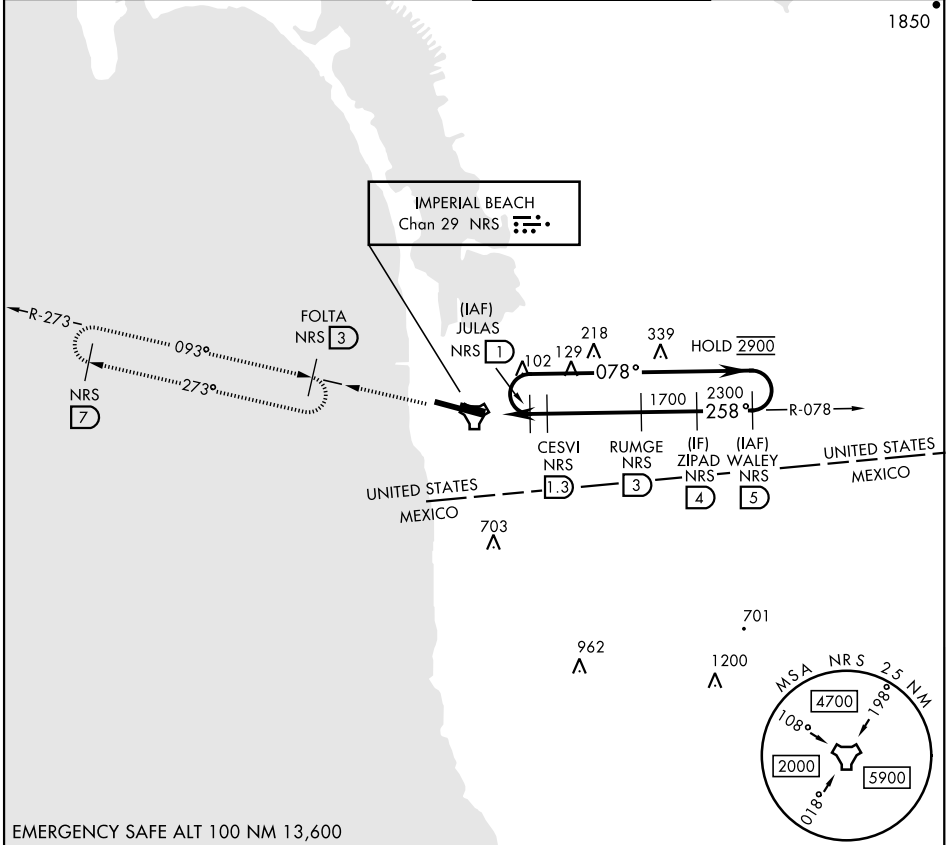 1850
IMPERIAL BEACH
Chan 29 NRS
R-273
093°
273°
FOLTA
NRS 3
NRS
7
(IAF)
JULAS
NRS 1
102
129
218
339
HOLD 2900
078°
1700
2300
258°
R-078
CESVI
NRS
1.3
RUMGE
NRS
3
(IF)
ZIPAD
NRS
4
(IAF)
WALEY
NRS
5
UNITED STATES
MEXICO
UNITED STATES
MEXICO
703
962
701
1200
MSA NRS 25 NM
4700
108°
198°
2000
5900
018°
EMERGENCY SAFE ALT 100 NM 13,600